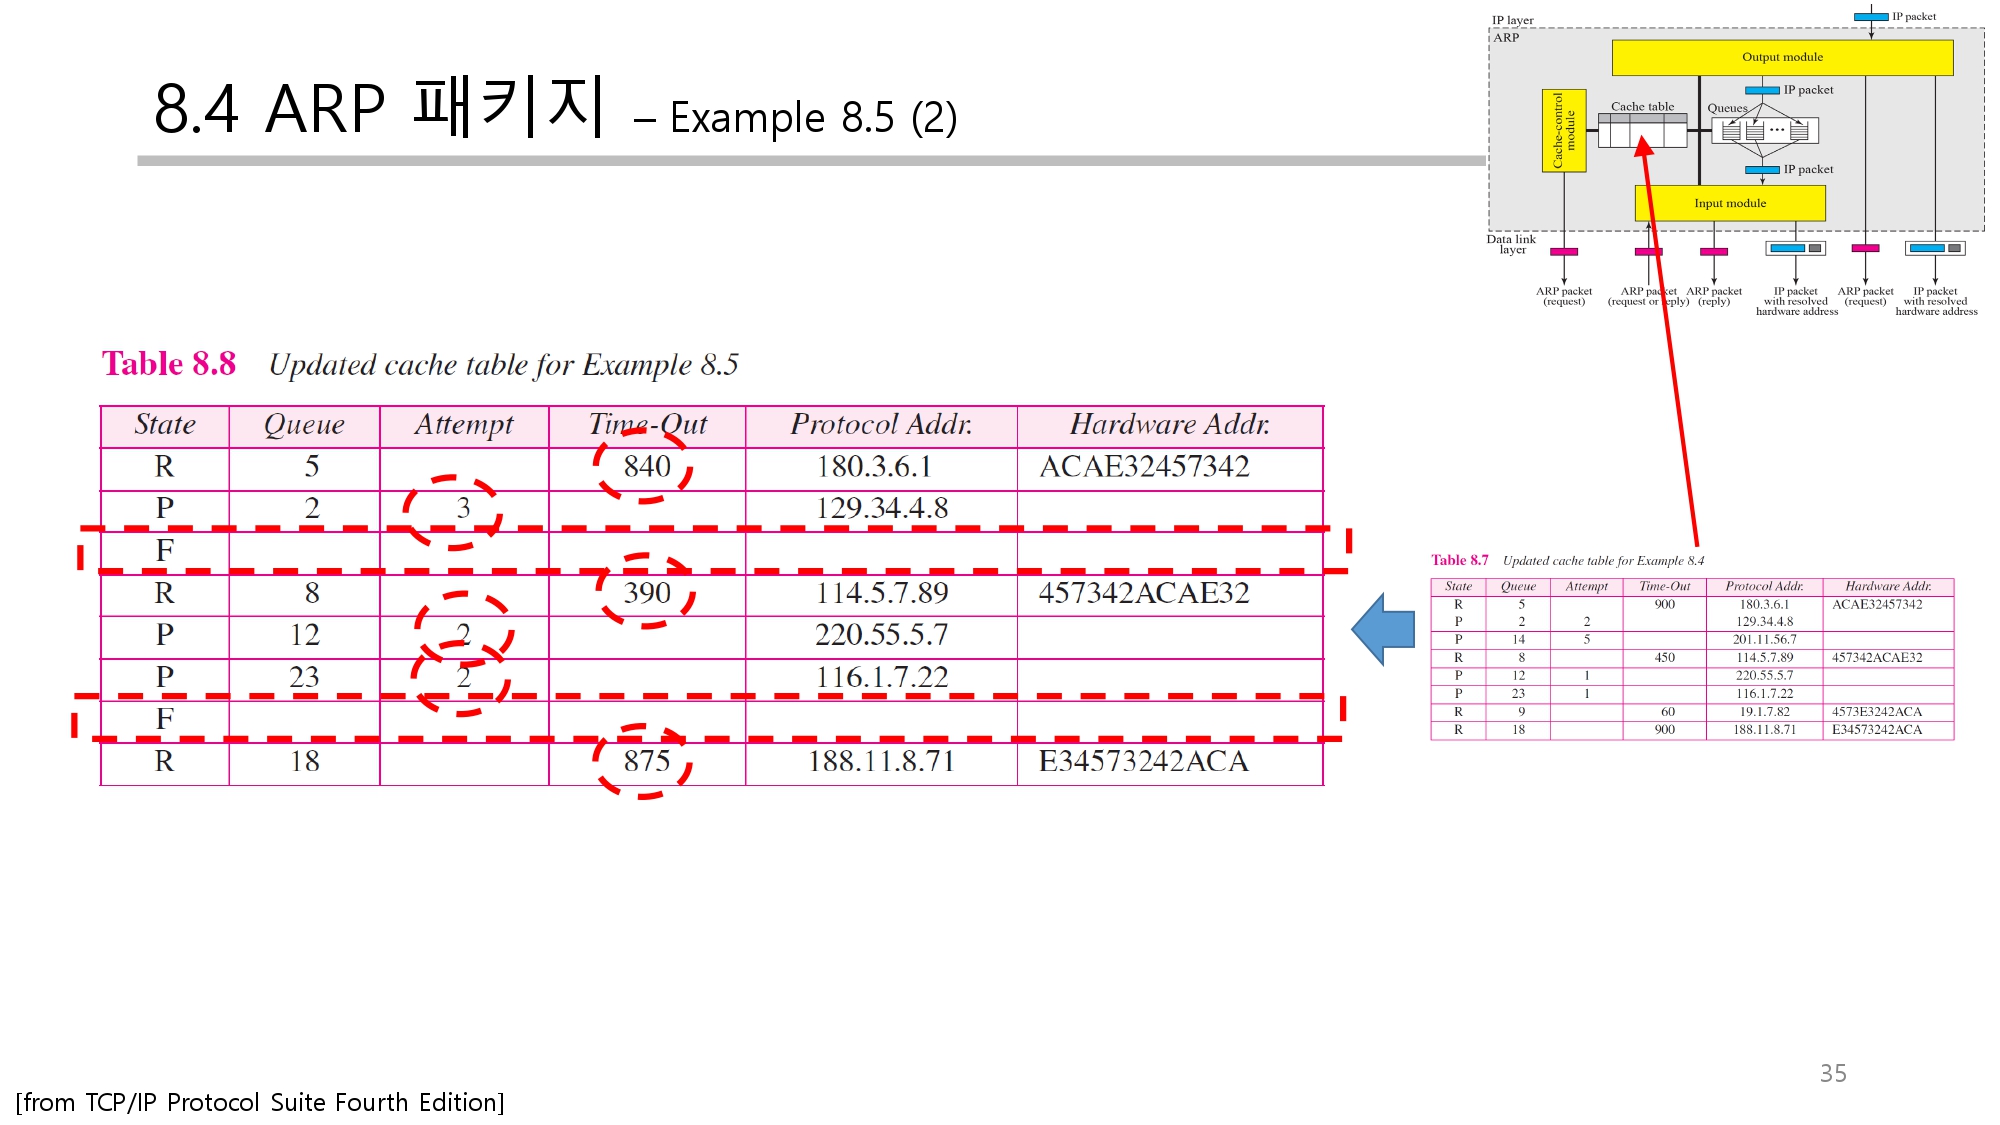 8.4 ARP 패키지 – Example 8.5 (2)
IP layer
IP packet
ARP
Output module
IP packet
Cache-control module
Cache table
Queues
...
IP packet
Input module
Data link
layer
ARP packet
(request)
ARP packet
(request or reply)
ARP packet
(reply)
IP packet
with resolved
hardware address
ARP packet
(request)
IP packet
with resolved
hardware address
Table 8.8 Updated cache table for Example 8.5
State Queue Attempt Time-Out Protocol Addr. Hardware Addr.
R 5 840 180.3.6.1 ACAE32457342
P 2 3 129.34.4.8
F
R 8 390 114.5.7.89 457342ACAE32
P 12 2 220.55.5.7
P 23 2 116.1.7.22
F
R 18 875 188.11.8.71 E34573242ACA
Table 8.7 Updated cache table for Example 8.4
State Queue Attempt Time-Out Protocol Addr. Hardware Addr.
R 5 900 180.3.6.1 ACAE32457342
P 2 2 129.34.4.8
P 14 5 201.11.56.7
R 8 450 114.5.7.89 457342ACAE32
P 12 1 220.55.5.7
P 23 1 116.1.7.22
R 9 60 19.1.7.82 4573E3242ACA
R 18 900 188.11.8.71 E34573242ACA
35
[from TCP/IP Protocol Suite Fourth Edition]